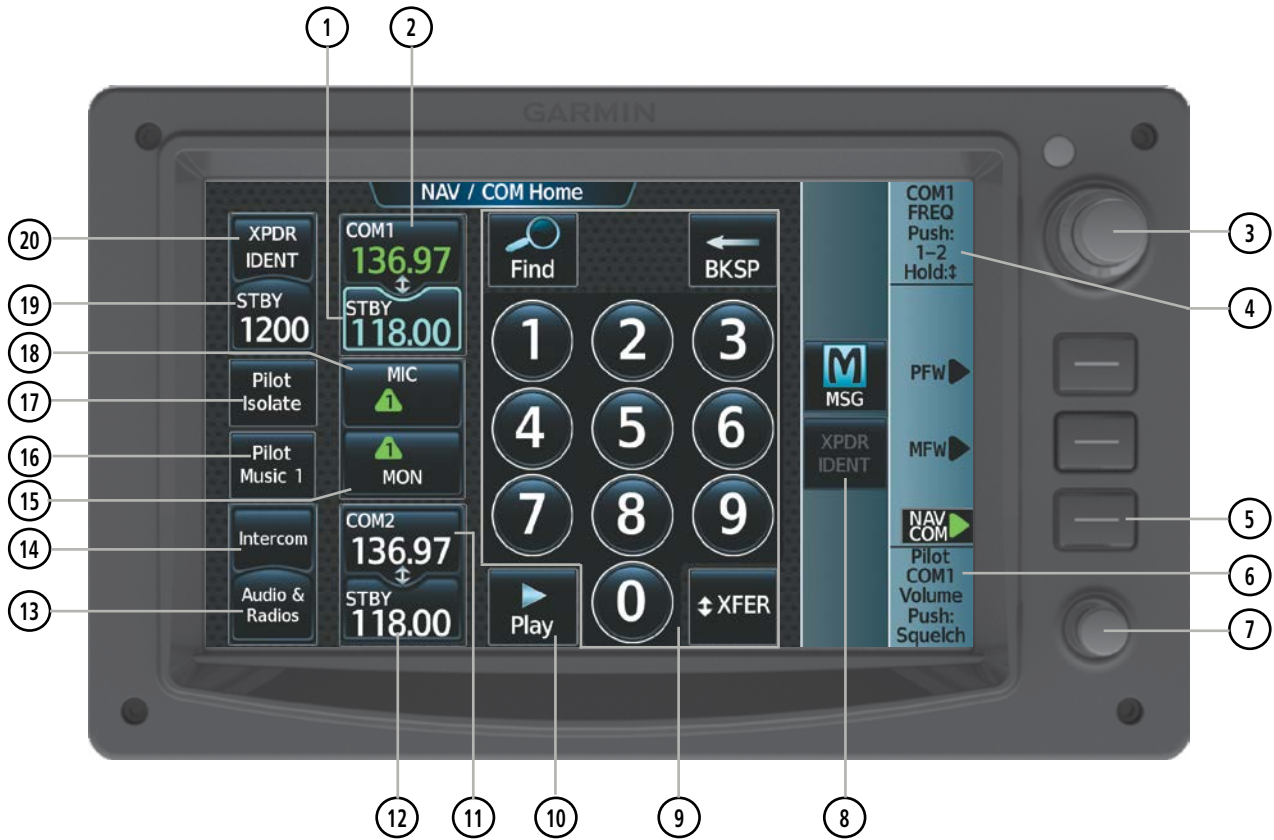 1
2
GARMIN
NAV / COM Home
20
XPDR
IDENT
19
STBY
1200
18
17
Pilot
Isolate
16
Pilot
Music 1
15
14
Intercom
13
Audio &
Radios
COM1
136.97
STBY
118.00
MIC
1
1
MON
COM2
136.97
STBY
118.00
Find
BKSP
1
2
3
4
5
6
7
8
9
Play
0
XFER
M
MSG
XPDR
IDENT
COM1
FREQ
Push:
1–2
Hold:↕
PFW
MFW
NAV
COM
Pilot
COM1
Volume
Push:
Squelch
3
4
5
6
7
12
11
10
9
8